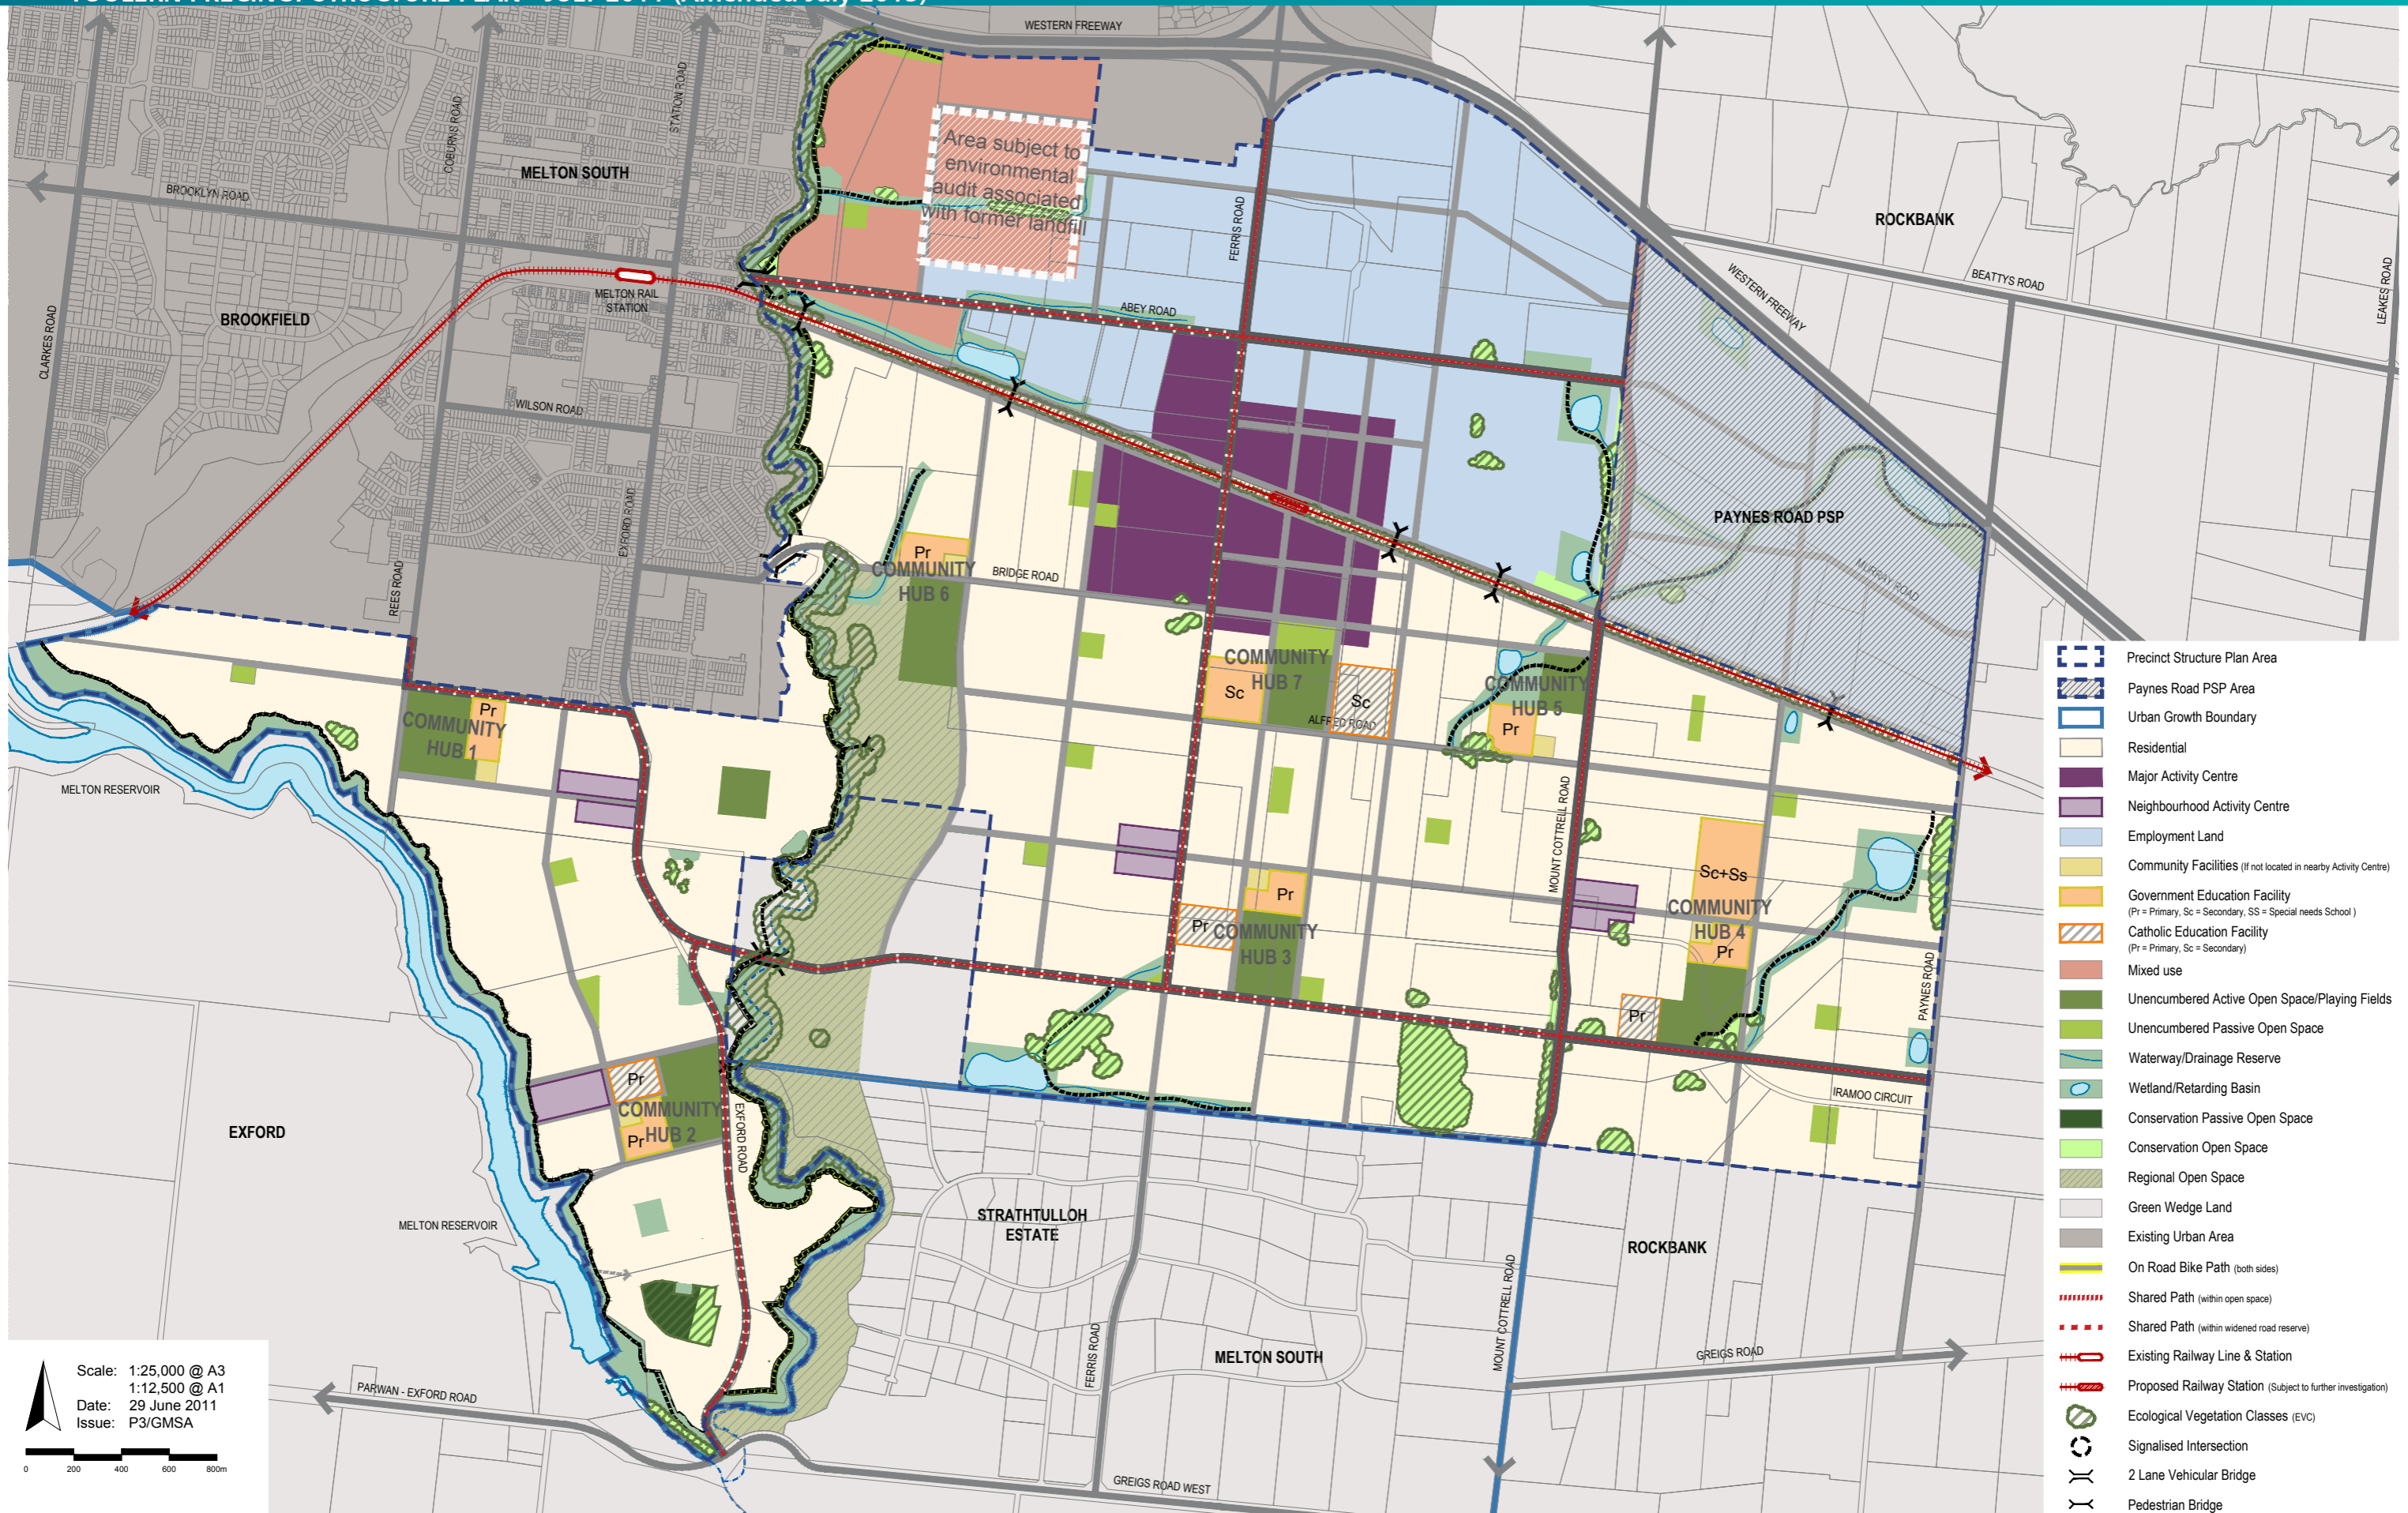 TOOLERN PRECINCT STRUCTURE PLAN - JULY 2011 (Amended July 2015)
WESTERN FREEWAY
COBURNS ROAD
STATION ROAD
MELTON SOUTH
BROOKLYN ROAD
Area subject to
environmental
audit associated
with former landfill
FERRIS ROAD
ROCKBANK
BEATTYS ROAD
WESTERN FREEWAY
LEAKES ROAD
MELTON RAIL
STATION
BROOKFIELD
CLARKES ROAD
ABEY ROAD
WILSON ROAD
EXFORD ROAD
REES ROAD
PAYNES ROAD PSP
MURRAY ROAD
Pr
COMMUNITY
HUB 6
BRIDGE ROAD
COMMUNITY
HUB 7
Sc
Sc
ALFRED ROAD
COMMUNITY
HUB 5
Pr
Pr
COMMUNITY
HUB 1
MELTON RESERVOIR
MOUNT COTTRELL ROAD
Sc+Ss
COMMUNITY
HUB 4
Pr
Pr
Pr
Pr
COMMUNITY
HUB 3
PAYNES ROAD
IRAMOO CIRCUIT
Pr
COMMUNITY
HUB 2
Pr
EXFORD ROAD
EXFORD
MELTON RESERVOIR
STRATHTULLOH
ESTATE
ROCKBANK
MOUNT COTTRELL ROAD
FERRIS ROAD
MELTON SOUTH
GREIGS ROAD
PARWAN - EXFORD ROAD
GREIGS ROAD WEST
Scale: 1:25,000 @ A3
1:12,500 @ A1
Date: 29 June 2011
Issue: P3/GMSA
0 200 400 600 800m
Precinct Structure Plan Area
Paynes Road PSP Area
Urban Growth Boundary
Residential
Major Activity Centre
Neighbourhood Activity Centre
Employment Land
Community Facilities (If not located in nearby Activity Centre)
Government Education Facility
(Pr = Primary, Sc = Secondary, SS = Special needs School )
Catholic Education Facility
(Pr = Primary, Sc = Secondary)
Mixed use
Unencumbered Active Open Space/Playing Fields
Unencumbered Passive Open Space
Waterway/Drainage Reserve
Wetland/Retarding Basin
Conservation Passive Open Space
Conservation Open Space
Regional Open Space
Green Wedge Land
Existing Urban Area
On Road Bike Path (both sides)
Shared Path (within open space)
Shared Path (within widened road reserve)
Existing Railway Line & Station
Proposed Railway Station (Subject to further investigation)
Ecological Vegetation Classes (EVC)
Signalised Intersection
2 Lane Vehicular Bridge
Pedestrian Bridge